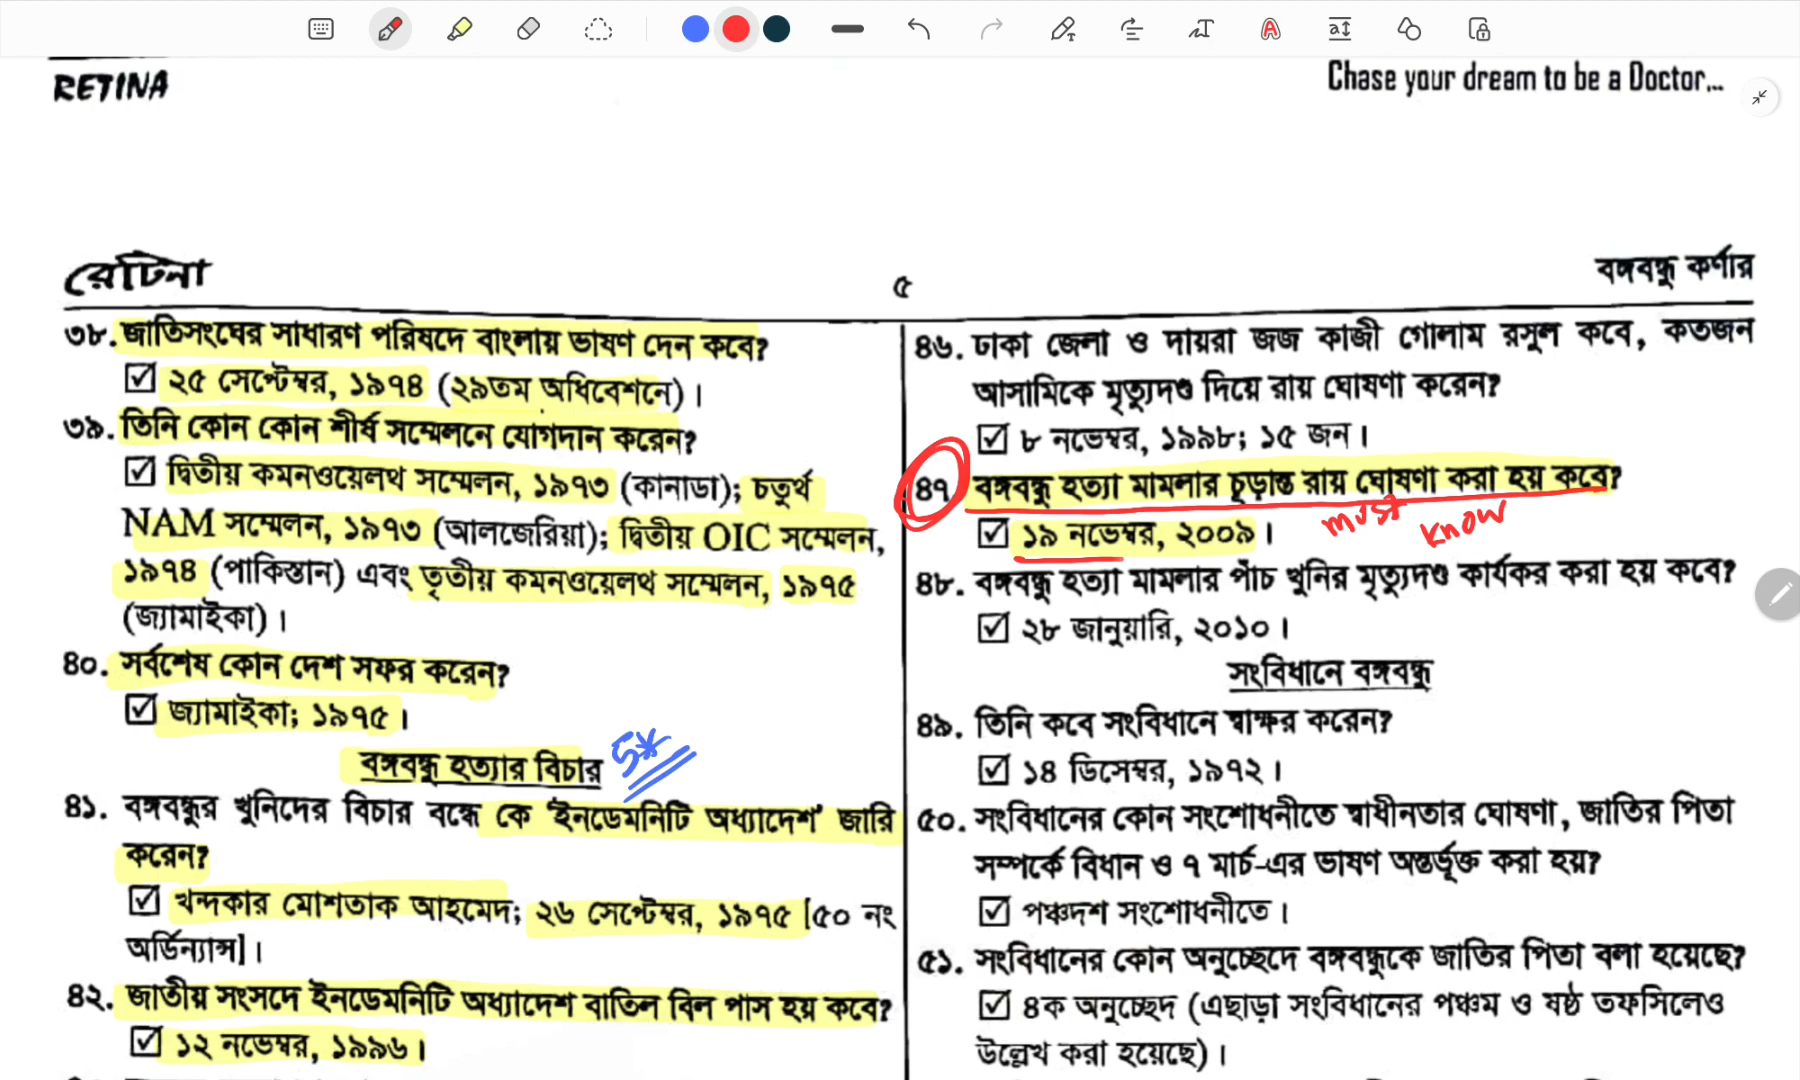 RETINA
Chase your dream to be a Doctor...
রেটিনা
৫
বঙ্গবন্ধু কর্ণার
৩৮. জাতিসংঘের সাধারণ পরিষদে বাংলায় ভাষণ দেন কবে?
২৫ সেপ্টেম্বর, ১৯৭৪ (২৯তম অধিবেশনে)।
৩৯. তিনি কোন কোন শীর্ষ সম্মেলনে যোগদান করেন?
দ্বিতীয় কমনওয়েলথ সম্মেলন, ১৯৭৩ (কানাডা); চতুর্থ
NAM সম্মেলন, ১৯৭৩ (আলজেরিয়া); দ্বিতীয় OIC সম্মেলন,
১৯৭৪ (পাকিস্তান) এবং তৃতীয় কমনওয়েলথ সম্মেলন, ১৯৭৫
(জ্যামাইকা)।
৪০. সর্বশেষ কোন দেশ সফর করেন?
জ্যামাইকা; ১৯৭৫।
বঙ্গবন্ধু হত্যার বিচার 5*
৪১. বঙ্গবন্ধুর খুনিদের বিচার বন্ধে কে 'ইনডেমনিটি অধ্যাদেশ' জারি
করেন?
খন্দকার মোশতাক আহমেদ; ২৬ সেপ্টেম্বর, ১৯৭৫ [৫০ নং
অর্ডিন্যান্স]।
৪২. জাতীয় সংসদে ইনডেমনিটি অধ্যাদেশ বাতিল বিল পাস হয় কবে?
১২ নভেম্বর, ১৯৯৬।
৪৬. ঢাকা জেলা ও দায়রা জজ কাজী গোলাম রসুল কবে, কতজন
আসামিকে মৃত্যুদণ্ড দিয়ে রায় ঘোষণা করেন?
৮ নভেম্বর, ১৯৯৮; ১৫ জন।
৪৭ বঙ্গবন্ধু হত্যা মামলার চূড়ান্ত রায় ঘোষণা করা হয় কবে?
must know
১৯ নভেম্বর, ২০০৯।
৪৮. বঙ্গবন্ধু হত্যা মামলার পাঁচ খুনির মৃত্যুদণ্ড কার্যকর করা হয় কবে?
২৮ জানুয়ারি, ২০১০।
সংবিধানে বঙ্গবন্ধু
৪৯. তিনি কবে সংবিধানে স্বাক্ষর করেন?
১৪ ডিসেম্বর, ১৯৭২।
৫০. সংবিধানের কোন সংশোধনীতে স্বাধীনতার ঘোষণা, জাতির পিতা
সম্পর্কে বিধান ও ৭ মার্চ-এর ভাষণ অন্তর্ভূক্ত করা হয়?
পঞ্চদশ সংশোধনীতে।
৫১. সংবিধানের কোন অনুচ্ছেদে বঙ্গবন্ধুকে জাতির পিতা বলা হয়েছে?
৪ক অনুচ্ছেদ (এছাড়া সংবিধানের পঞ্চম ও ষষ্ঠ তফসিলেও
উল্লেখ করা হয়েছে)।